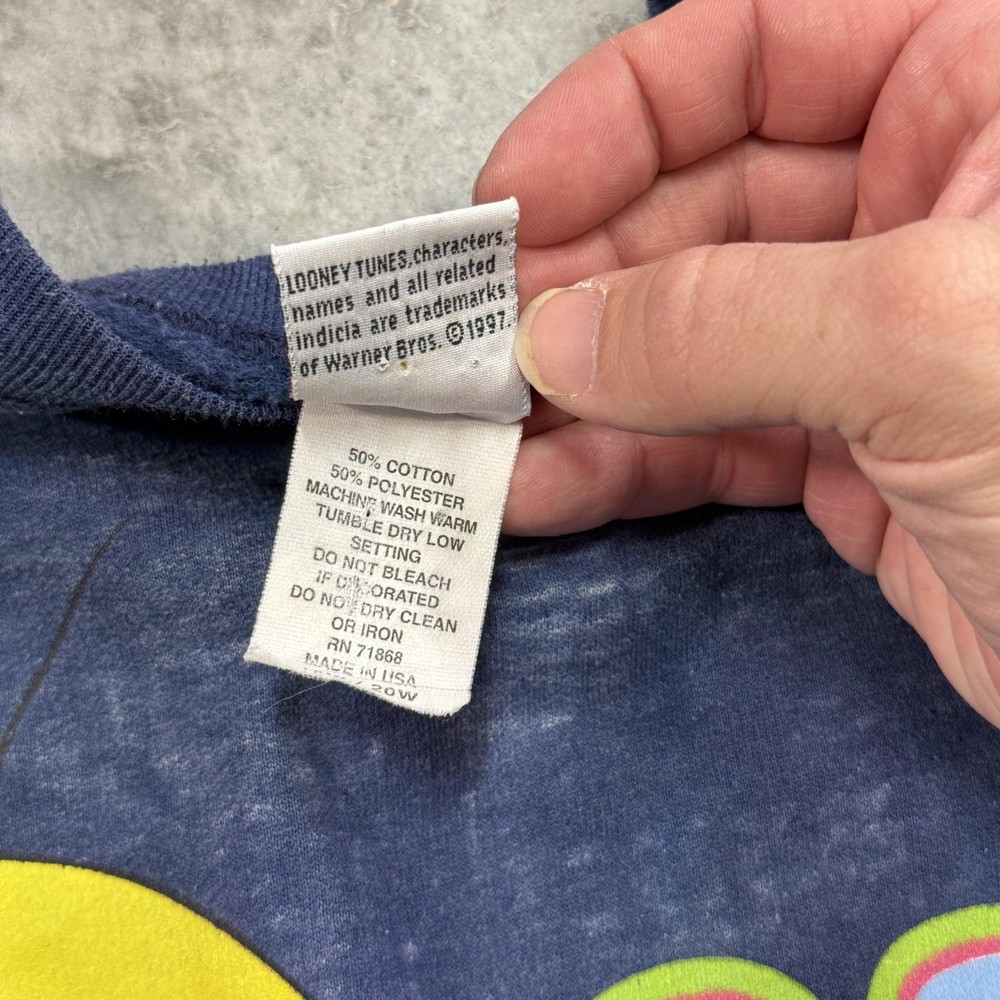 LOONEY TUNES, characters,
names and all related
indicia are trademarks
of Warner Bros. ©1997.
50% COTTON
50% POLYESTER
MACHINE WASH WARM
TUMBLE DRY LOW
SETTING
DO NOT BLEACH
IF DECORATED
DO NOT DRY CLEAN
OR IRON
RN 71868
MADE IN USA
20W